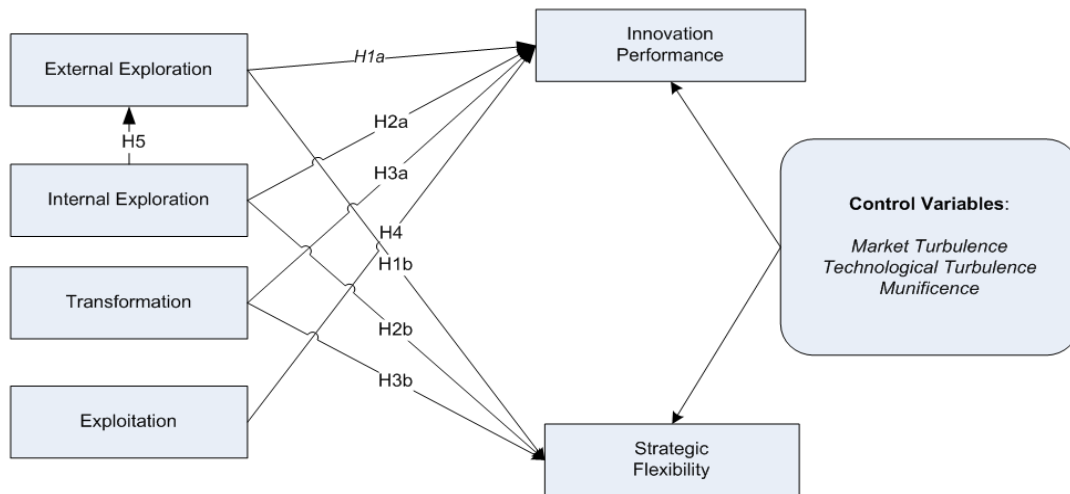 External Exploration
H1a
Innovation
Performance
H5
H2a
Internal Exploration
H3a
Control Variables:
H4
Market Turbulence
H1b
Technological Turbulence
Transformation
Munificence
H2b
H3b
Exploitation
Strategic
Flexibility